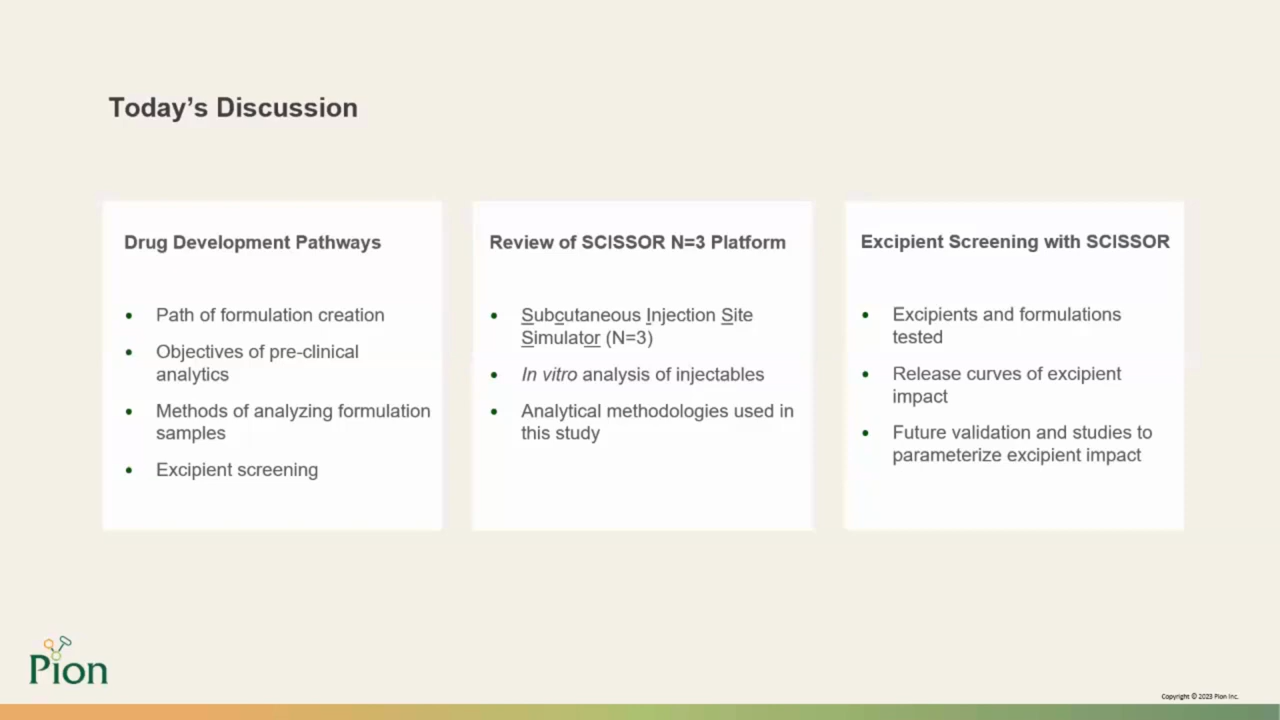 Today's Discussion
Drug Development Pathways
• Path of formulation creation
• Objectives of pre-clinical
analytics
• Methods of analyzing formulation
samples
• Excipient screening
Review of SCISSOR N=3 Platform
• Subcutaneous Injection Site
Simulator (N=3)
• In vitro analysis of injectables
• Analytical methodologies used in
this study
Excipient Screening with SCISSOR
• Excipients and formulations
tested
• Release curves of excipient
impact
• Future validation and studies to
parameterize excipient impact
Pion
Copyright © 2023 Pion Inc.